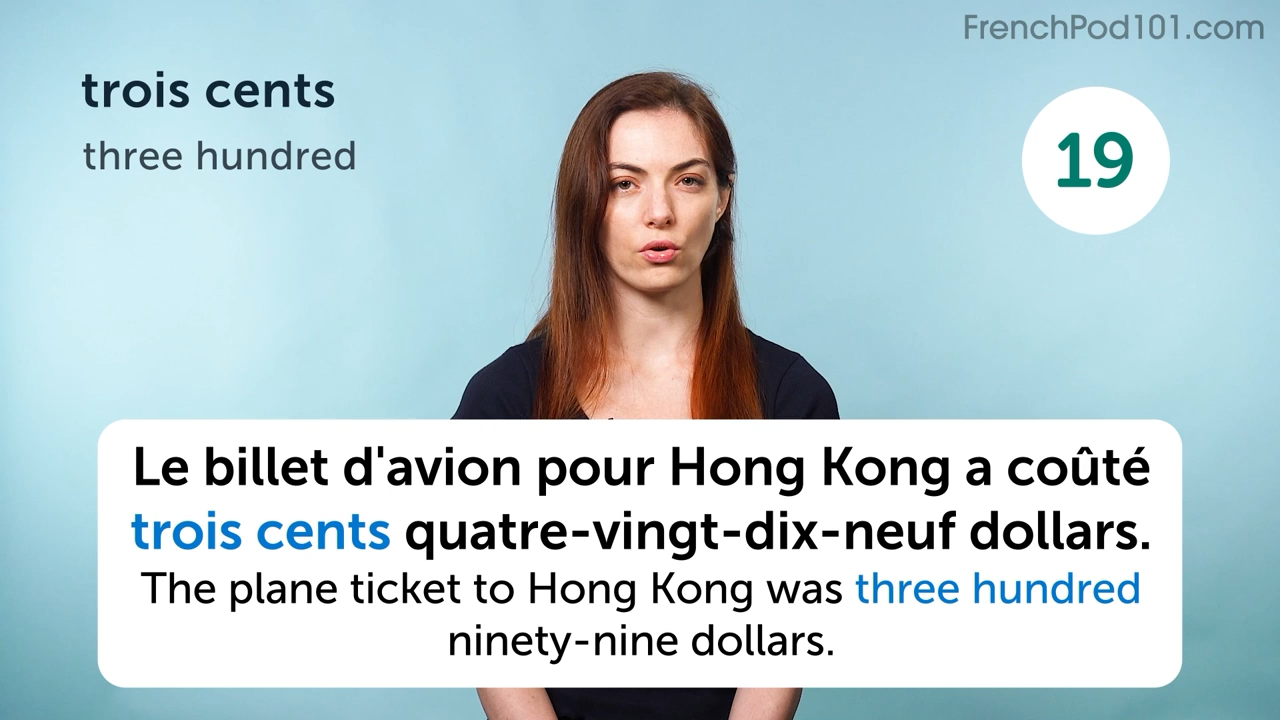 FrenchPod101.com
trois cents
three hundred
19
Le billet d'avion pour Hong Kong a coûté
trois cents quatre-vingt-dix-neuf dollars.
The plane ticket to Hong Kong was three hundred
ninety-nine dollars.